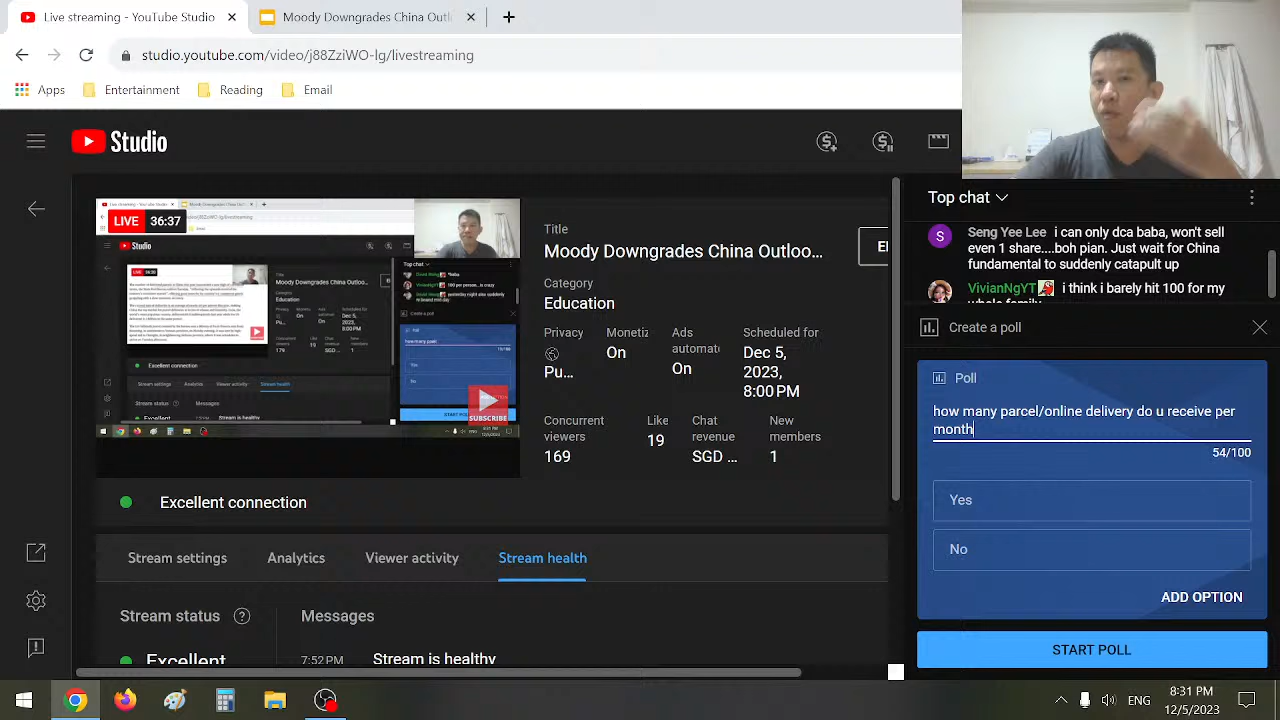 Live streaming - YouTube Studio
Moody Downgrades China Outl
studio.youtube.com/video/j88ZziWO-Ig/livestreaming
Apps
Entertainment
Reading
Email
Studio
LIVE 36:37
Title
Moody Downgrades China Outloo...
Category
Education
Privacy
Pu...
On
Ads
automati
On
Scheduled for
Dec 5,
2023,
8:00 PM
Concurrent
viewers
169
Like
19
Chat
revenue
SGD ...
New
members
1
SUBSCRIBE
Excellent connection
Stream settings
Analytics
Viewer activity
Stream health
Stream status
Messages
Excellent
7:52 PM
Stream is healthy
Top chat
S
Seng Yee Lee i can only dca baba, won't sell
even 1 share....boh pian. Just wait for China
fundamental to suddenly catapult up
VivianNgYT i think i barely hit 100 for my
whole family
Create a poll
Poll
how many parcel/online delivery do u receive per
month
54/100
Yes
No
ADD OPTION
START POLL
ENG
8:31 PM
12/5/2023